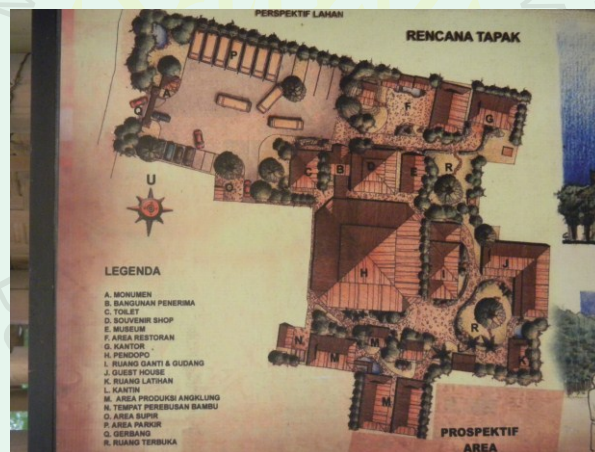 PERSPEKTIF LAHAN
RENCANA TAPAK
P
A
Q
F
G
C
B
D
E
R
O
U
H
I
J
R
N
M
M
K
M
LEGENDA
A. MONUMEN
B. BANGUNAN PENERIMA
C. TOILET
D. SOUVENIR SHOP
E. MUSEUM
F. AREA RESTORAN
G. KANTOR
H. PENDOPO
I. RUANG GANTI & GUDANG
J. GUEST HOUSE
K. RUANG LATIHAN
L. KANTIN
M. AREA PRODUKSI ANGKLUNG
N. TEMPAT PEREBUSAN BAMBU
O. AREA SUPIR
P. AREA PARKIR
Q. GERBANG
R. RUANG TERBUKA
PROSPEKTIF
AREA